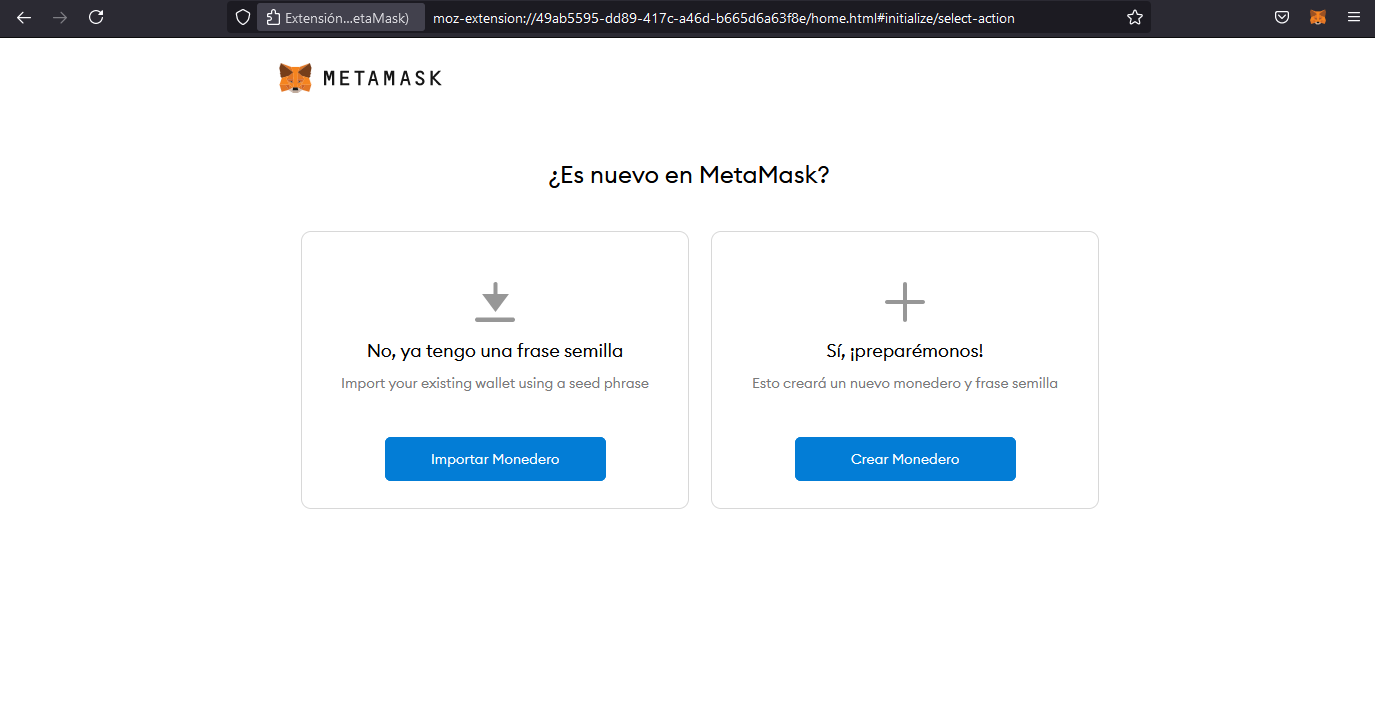 Extensión...etaMask)
moz-extension://49ab5595-dd89-417c-a46d-b665d6a63f8e/home.html#initialize/select-action
METAMASK
¿Es nuevo en MetaMask?
No, ya tengo una frase semilla
Import your existing wallet using a seed phrase
Importar Monedero
Sí, ¡preparémonos!
Esto creará un nuevo monedero y frase semilla
Crear Monedero